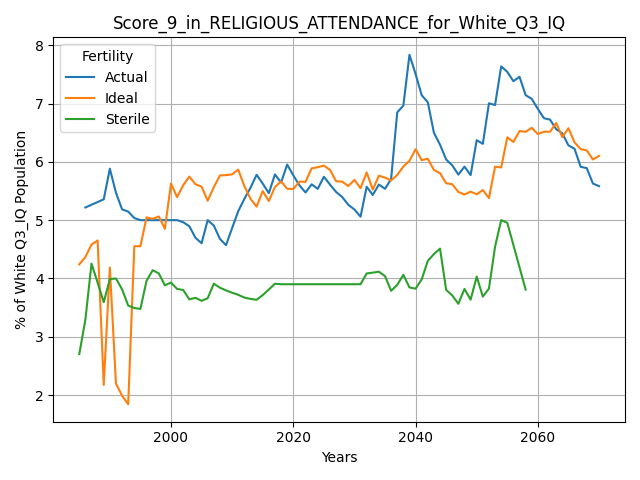 Score_9_in_RELIGIOUS_ATTENDANCE_for_White_Q3_IQ
Fertility
Actual
Ideal
Sterile
% of White Q3_IQ Population
8
7
6
5
4
3
2
2000 2020 2040 2060
Years